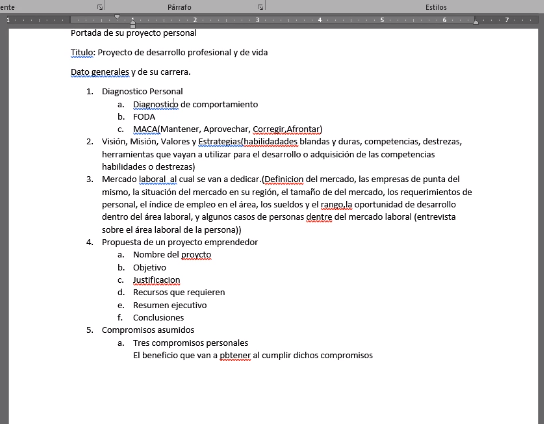 ente
Párrafo
Estilos
1 1 2 3 4 5 6 7
Portada de su proyecto personal
Titulo: Proyecto de desarrollo profesional y de vida
Dato generales y de su carrera.
1. Diagnostico Personal
a. Diagnostico de comportamiento
b. FODA
c. MACA(Mantener, Aprovechar, Corregir,Afrontar)
2. Visión, Misión, Valores y Estrategias(habilidadades blandas y duras, competencias, destrezas,
herramientas que vayan a utilizar para el desarrollo o adquisición de las competencias
habilidades o destrezas)
3. Mercado laboral al cual se van a dedicar.(Definicion del mercado, las empresas de punta del
mismo, la situación del mercado en su región, el tamaño de del mercado, los requerimientos de
personal, el índice de empleo en el área, los sueldos y el rango,la oportunidad de desarrollo
dentro del área laboral, y algunos casos de personas dentre del mercado laboral (entrevista
sobre el área laboral de la persona))
4. Propuesta de un proyecto emprendedor
a. Nombre del proycto
b. Objetivo
c. Justificacion
d. Recursos que requieren
e. Resumen ejecutivo
f. Conclusiones
5. Compromisos asumidos
a. Tres compromisos personales
El beneficio que van a pbtener al cumplir dichos compromisos